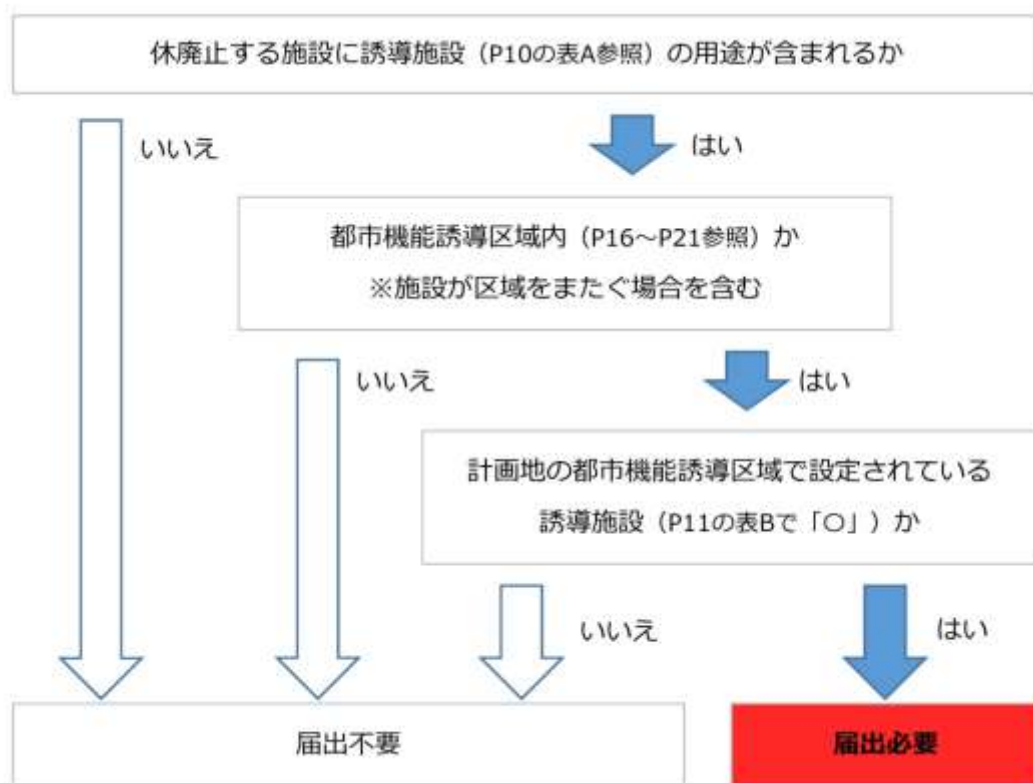 休廃止する施設に誘導施設（P10の表A参照）の用途が含まれるか
いいえ
はい
都市機能誘導区域内（P16～P21参照）か
※施設が区域をまたぐ場合を含む
いいえ
はい
計画地の都市機能誘導区域で設定されている
誘導施設（P11の表Bで「○」）か
いいえ
はい
届出不要
届出必要